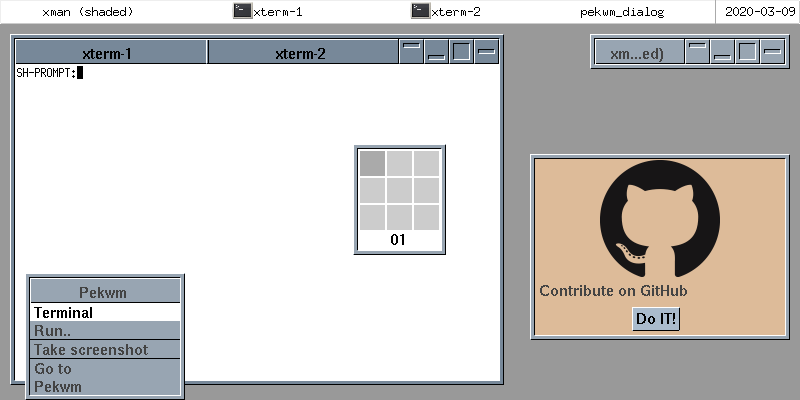 xman (shaded) xterm-1 xterm-2 pekwm_dialog 2020-03-09
xterm-1 xterm-2
xm...ed)
SH-PROMPT:
01
Contribute on GitHub
Do IT!
Pekwm
Terminal
Run..
Take screenshot
Go to
Pekwm